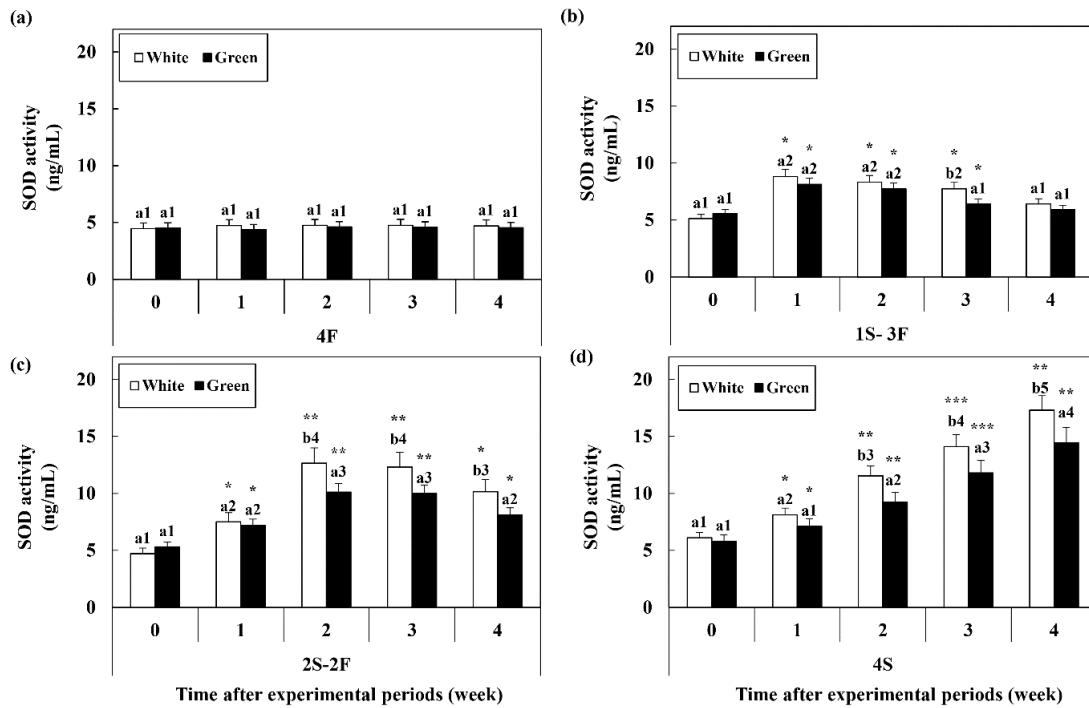 (a)
White Green
SOD activity
(ng/mL)
20
15
10
5
0
a1 a1 a1 a1 a1 a1 a1 a1 a1 a1
0 1 2 3 4
4F
(b)
White Green
SOD activity
(ng/mL)
20
15
10
5
0
* * * * * *
a1 a1 a2 a2 a2 a2 b2 a1 a1 a1
0 1 2 3 4
1S- 3F
(c)
White Green
SOD activity
(ng/mL)
20
15
10
5
0
* * ** ** ** ** * *
a1 a1 a2 a2 b4 a3 b4 a3 b3 a2
0 1 2 3 4
2S-2F
Time after experimental periods (week)
(d)
White Green
SOD activity
(ng/mL)
20
15
10
5
0
* * ** ** *** *** ** **
a1 a1 a2 a1 b3 a2 b4 a3 b5 a4
0 1 2 3 4
4S
Time after experimental periods (week)